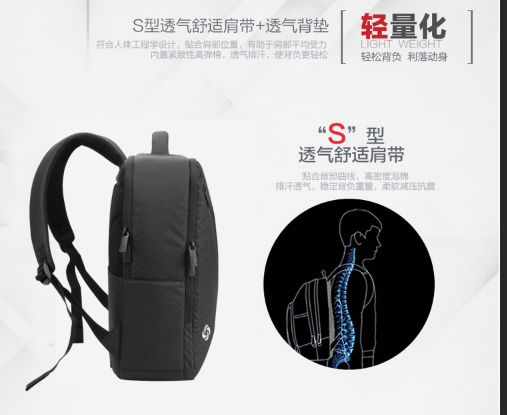 S型透气舒适肩带+透气背垫
符合人体工程学设计，贴合肩部位置，有助于肩部平均受力
内置紧致性高弹棉，透气排汗，使背负更轻松
轻量化
LIGHT WEIGHT
轻松背负 利落动身
“S”型
透气舒适肩带
贴合背部曲线，高密度泡棉
排汗透气，稳定背负重量，柔软减压抗磨